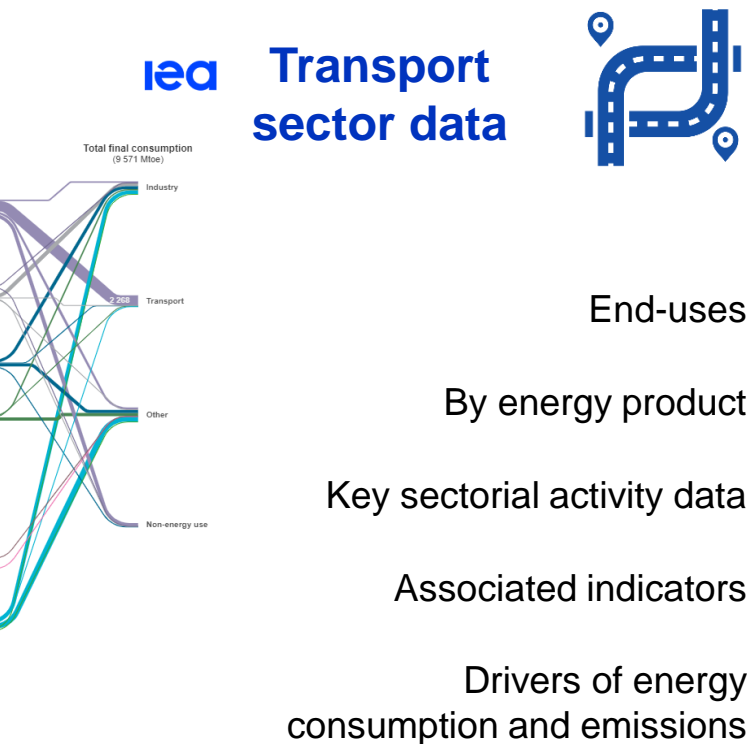 iea
Transport
sector data
Total final consumption
(9 571 Mtoe)
Industry
2 268
Transport
Other
Non-energy use
End-uses
By energy product
Key sectorial activity data
Associated indicators
Drivers of energy
consumption and emissions